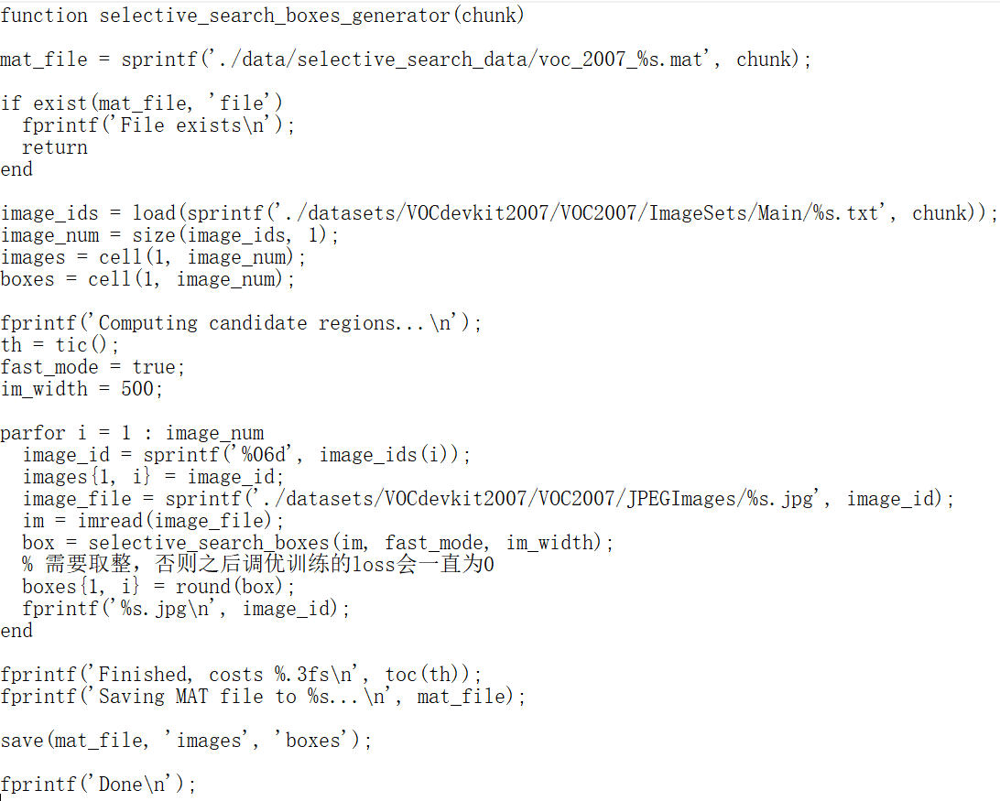 function selective_search_boxes_generator(chunk)
mat_file = sprintf('./data/selective_search_data/voc_2007_%s.mat', chunk);
if exist(mat_file, 'file')
  fprintf('File exists\n');
  return
end
image_ids = load(sprintf('./datasets/VOCdevkit2007/VOC2007/ImageSets/Main/%s.txt', chunk));
image_num = size(image_ids, 1);
images = cell(1, image_num);
boxes = cell(1, image_num);
fprintf('Computing candidate regions...\n');
th = tic();
fast_mode = true;
im_width = 500;
parfor i = 1 : image_num
  image_id = sprintf('%06d', image_ids(i));
  images{1, i} = image_id;
  image_file = sprintf('./datasets/VOCdevkit2007/VOC2007/JPEGImages/%s.jpg', image_id);
  im = imread(image_file);
  box = selective_search_boxes(im, fast_mode, im_width);
  % 需要取整，否则之后调优训练的loss会一直为0
  boxes{1, i} = round(box);
  fprintf('%s.jpg\n', image_id);
end
fprintf('Finished, costs %.3fs\n', toc(th));
fprintf('Saving MAT file to %s...\n', mat_file);
save(mat_file, 'images', 'boxes');
fprintf('Done\n');